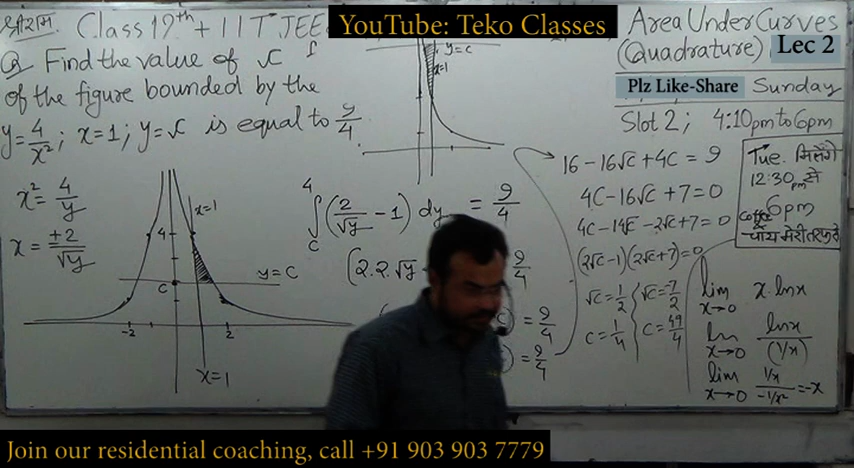 श्रीराम. Class 12th + IIT JEE
YouTube: Teko Classes
Area Under Curves
(Quadrature) Lec 2
Plz Like-Share Sunday
Slot 2; 4:10pm to 6pm
Q Find the value of √C
of the figure bounded by the
y = 4/x²; x = 1; y = √C is equal to 9/4.
y = C
x=1
x² = 4/y
x = ±2/√y
x=1
4
C
y = C
-2
2
x=1
∫_C^4 (2/√y - 1) dy = 9/4
(2.2.√y 9/4
C) = 9/4
C) = 9/4
16 - 16√C + 4C = 9
4C - 16√C + 7 = 0
4C - 14√C - 2√C + 7 = 0
(2√C - 1)(2√C + 7) = 0
√C = 1/2 √C = -7/2
C = 1/4 C = 49/4
Tue. मिलेंगे
12:30pm से
6pm
चाय मेरी तरफ से
lim x→0 x.lnx
lim x→0 lnx/(1/x)
lim x→0 (1/x)/(-1/x²) = -x
Join our residential coaching, call +91 903 903 7779